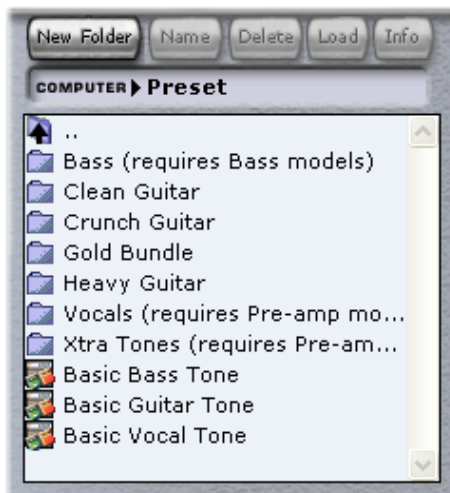 New Folder Name Delete Load Info
COMPUTER Preset
..
Bass (requires Bass models)
Clean Guitar
Crunch Guitar
Gold Bundle
Heavy Guitar
Vocals (requires Pre-amp mo...
Xtra Tones (requires Pre-am...
Basic Bass Tone
Basic Guitar Tone
Basic Vocal Tone